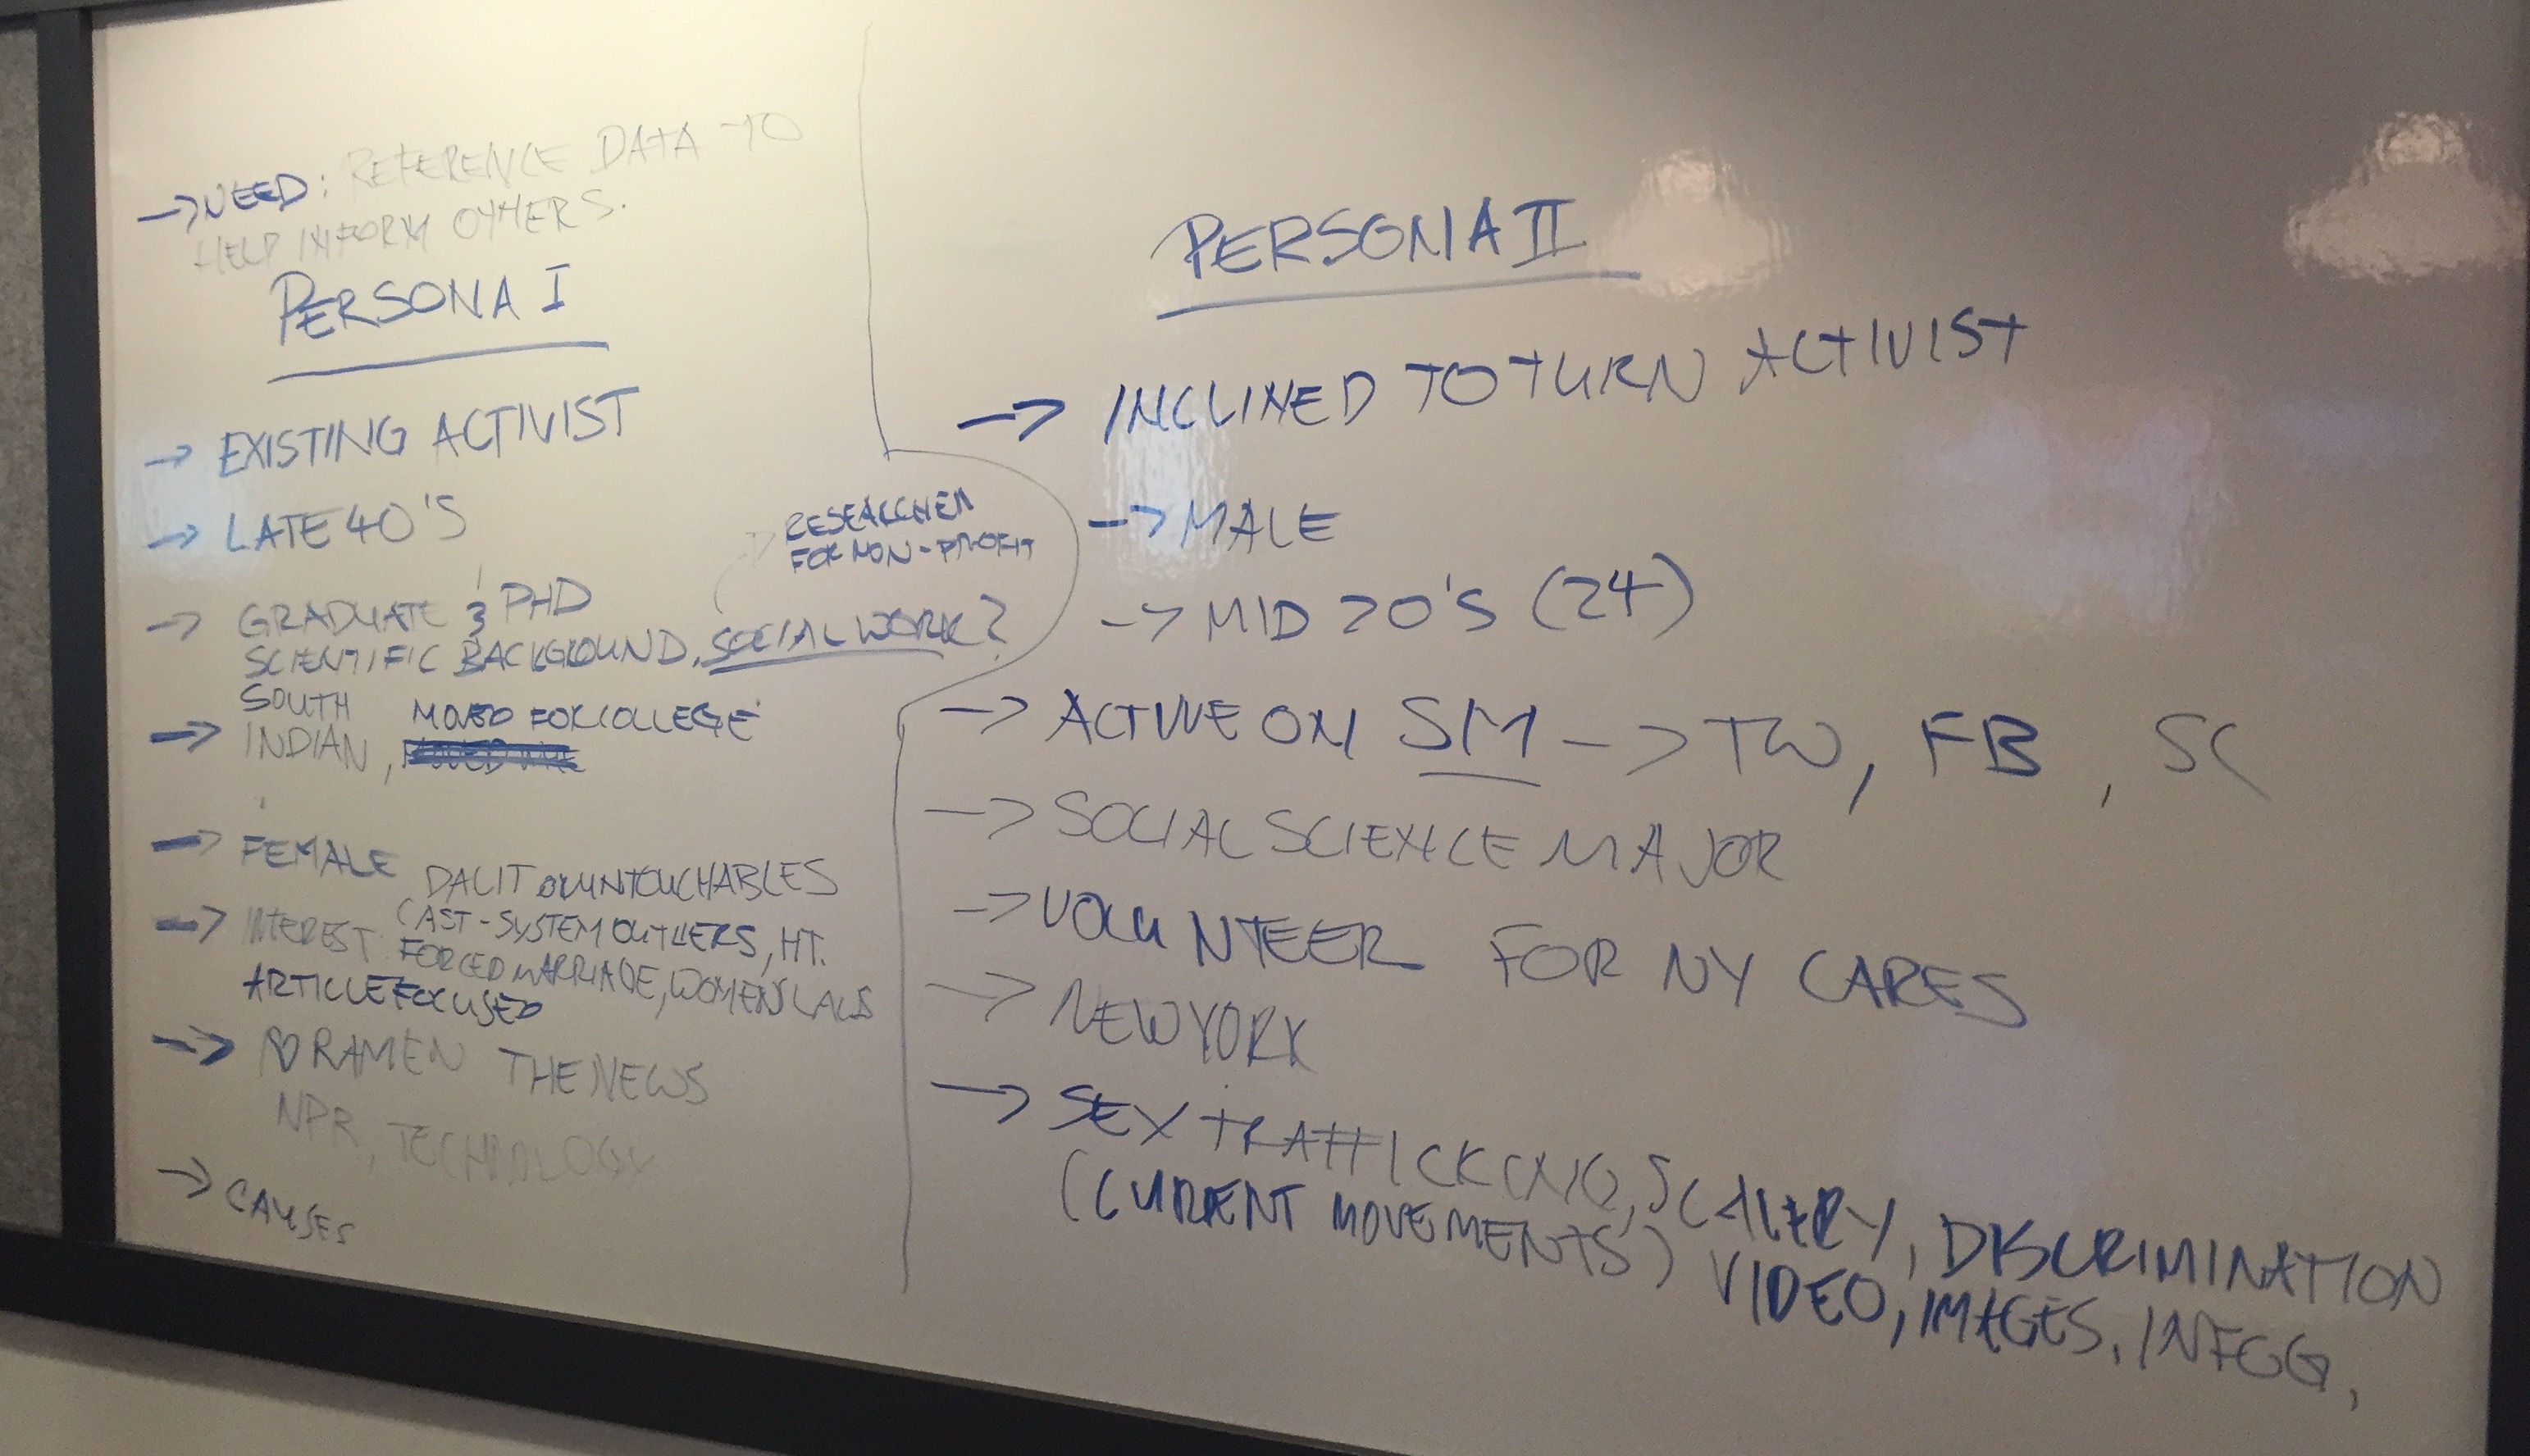 → NEED: REFERENCE DATA TO
HELP INFORM OTHERS.
PERSONA I
→ EXISTING ACTIVIST
→ LATE 40'S
→ GRADUATE & PHD
SCIENTIFIC BACKGROUND, SOCIAL WORK?
→ RESEARCHER
FOR NON-PROFIT
→ SOUTH
INDIAN, MOVED FOR COLLEGE
→ FEMALE
→ INTEREST. DALIT OR UNTOUCHABLES
CAST-SYSTEM OUTLIERS, HT.
FORCED MARRIAGE, WOMEN'S LAWS
ARTICLE FOCUSED
→ ♡ RAMEN THE NEWS
NPR, TECHNOLOGY
→ CAUSES
PERSONA II
→ INCLINED TO TURN ACTIVIST
→ MALE
→ MID 20'S (24)
→ ACTIVE ON SM → TW, FB, SC
→ SOCIAL SCIENCE MAJOR
→ VOLUNTEER FOR NY CARES
→ NEW YORK
→ SEX TRAFFICKING, SLAVERY, DISCRIMINATION
(CURRENT MOVEMENTS) VIDEO, IMAGES, INFOG,